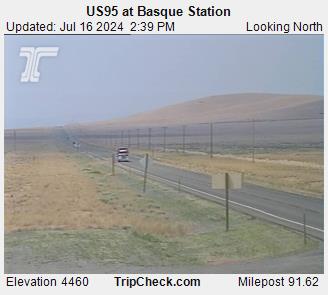 US95 at Basque Station
Updated: Jul 16 2024 2:39 PM Looking North
Elevation 4460 TripCheck.com Milepost 91.62